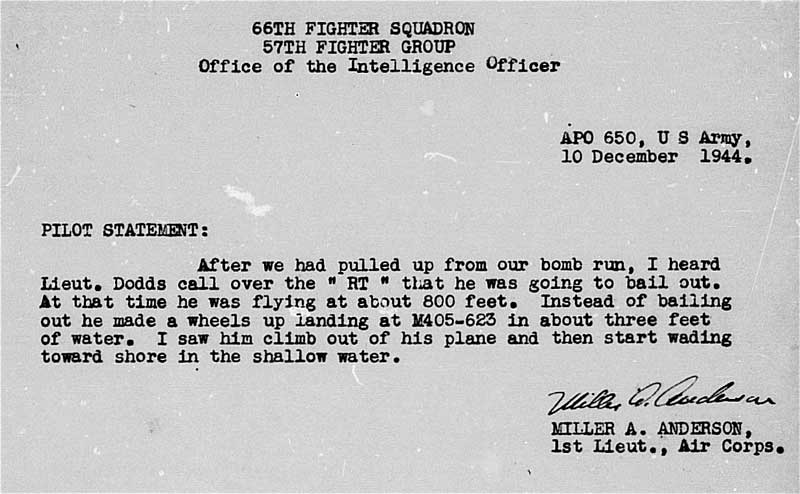 66TH FIGHTER SQUADRON
57TH FIGHTER GROUP
Office of the Intelligence Officer
APO 650, U S Army,
10 December 1944.
PILOT STATEMENT:
After we had pulled up from our bomb run, I heard
Lieut. Dodds call over the " RT " that he was going to bail out.
At that time he was flying at about 800 feet. Instead of bailing
out he made a wheels up landing at M405-623 in about three feet
of water. I saw him climb out of his plane and then start wading
toward shore in the shallow water.
Miller A. Anderson
MILLER A. ANDERSON,
1st Lieut., Air Corps.